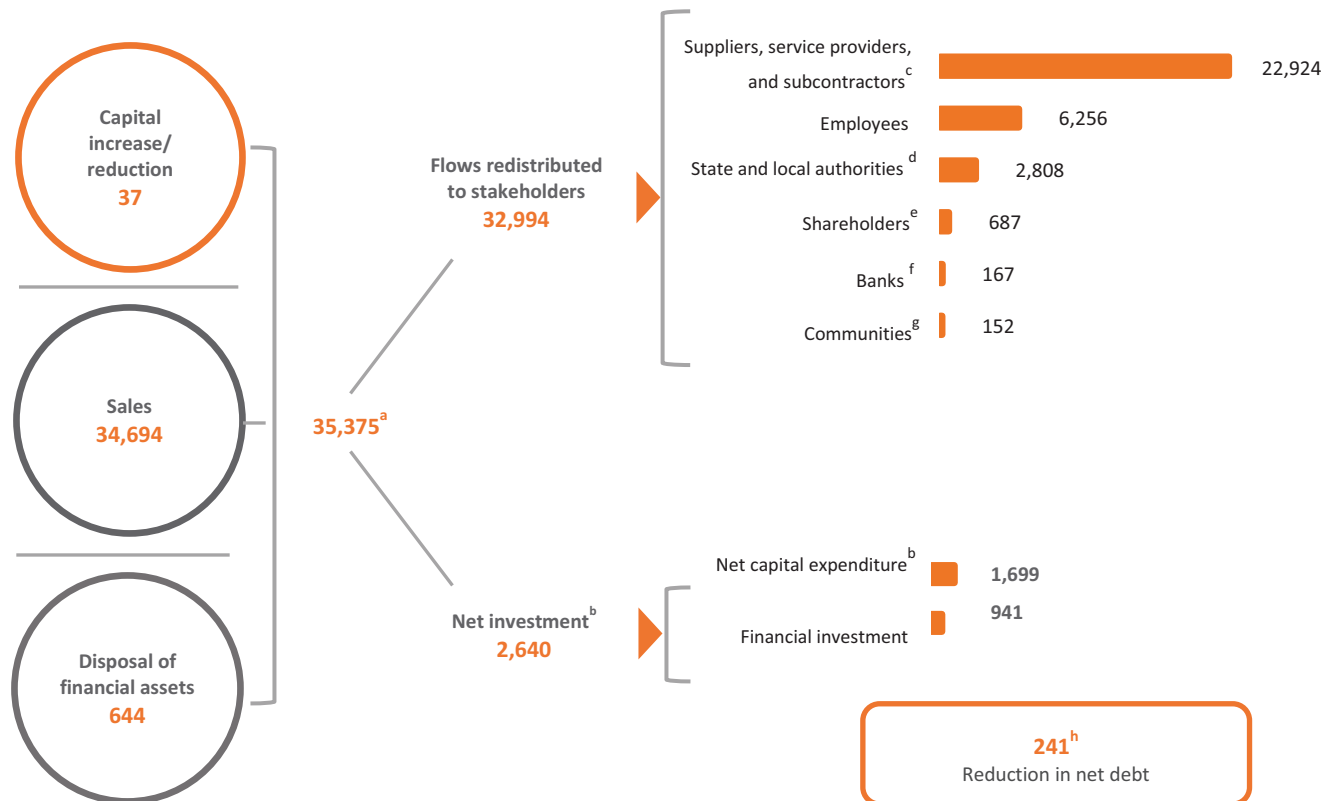 Capital
increase/
reduction
37
Sales
34,694
Disposal of
financial assets
644
35,375a
Flows redistributed
to stakeholders
32,994
Suppliers, service providers,
and subcontractorsc
22,924
Employees
6,256
State and local authorities d
2,808
Shareholderse
687
Banks f
167
Communitiesg
152
Net investmentb
2,640
Net capital expenditureb
1,699
Financial investment
941
241h
Reduction in net debt